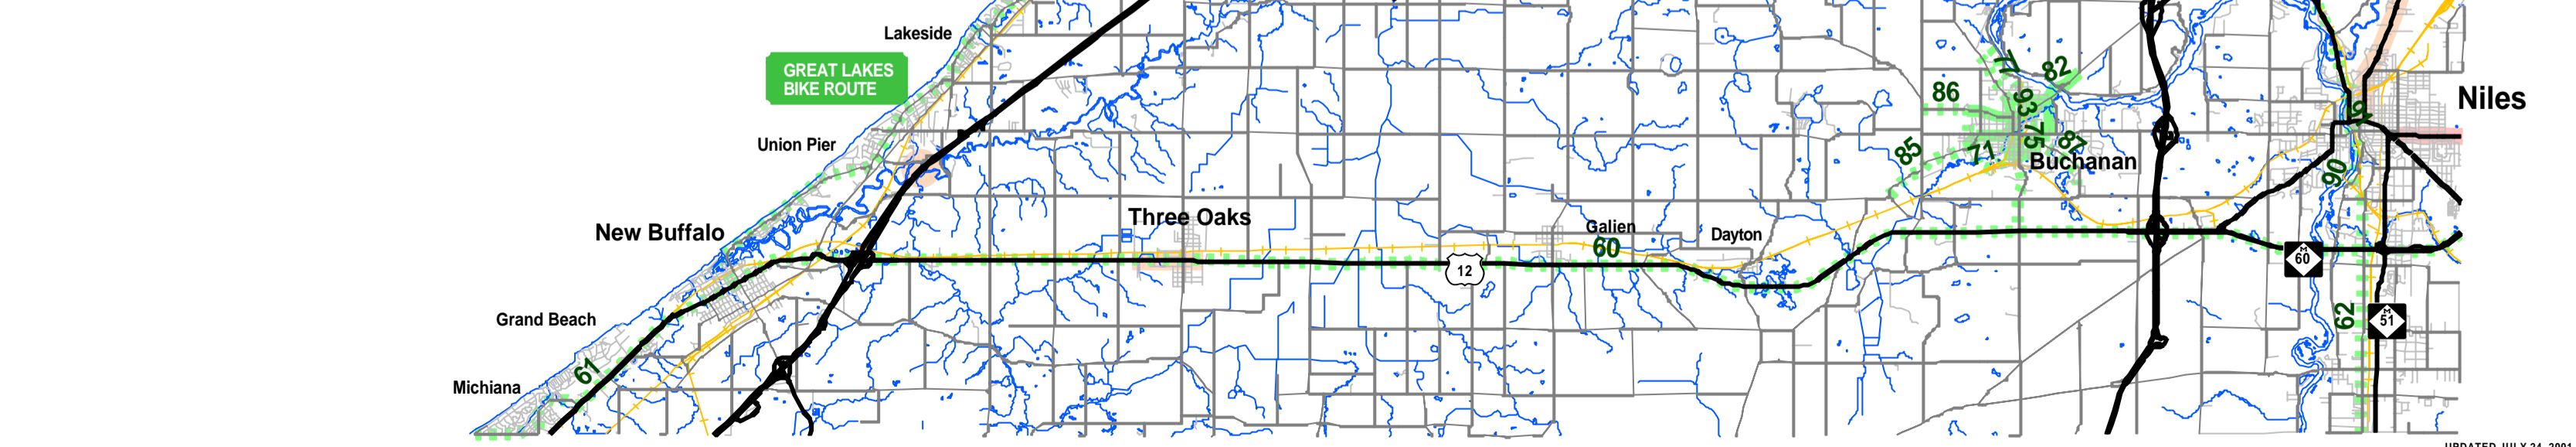 Lakeside
GREAT LAKES
BIKE ROUTE
77
82
86
93
Niles
91
75
87
Union Pier
85
71
Buchanan
90
New Buffalo
Three Oaks
Galien
Dayton
60
M
60
12
Grand Beach
62
M
51
61
Michiana